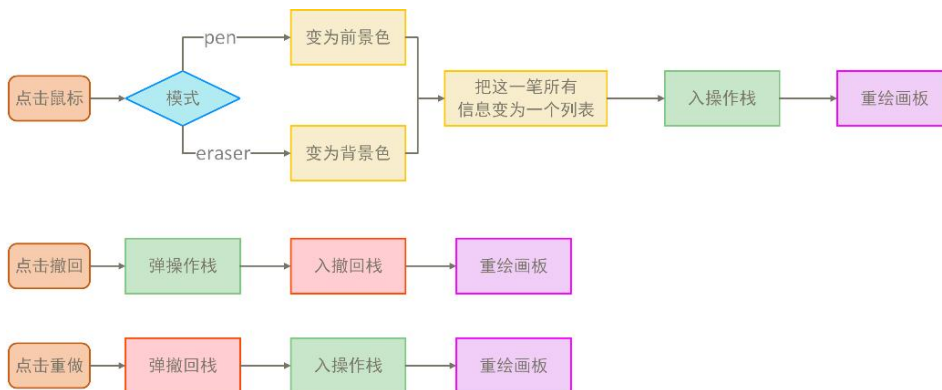 pen
变为前景色
点击鼠标
模式
把这一笔所有
信息变为一个列表
入操作栈
重绘画板
eraser
变为背景色
点击撤回
弹操作栈
入撤回栈
重绘画板
点击重做
弹撤回栈
入操作栈
重绘画板